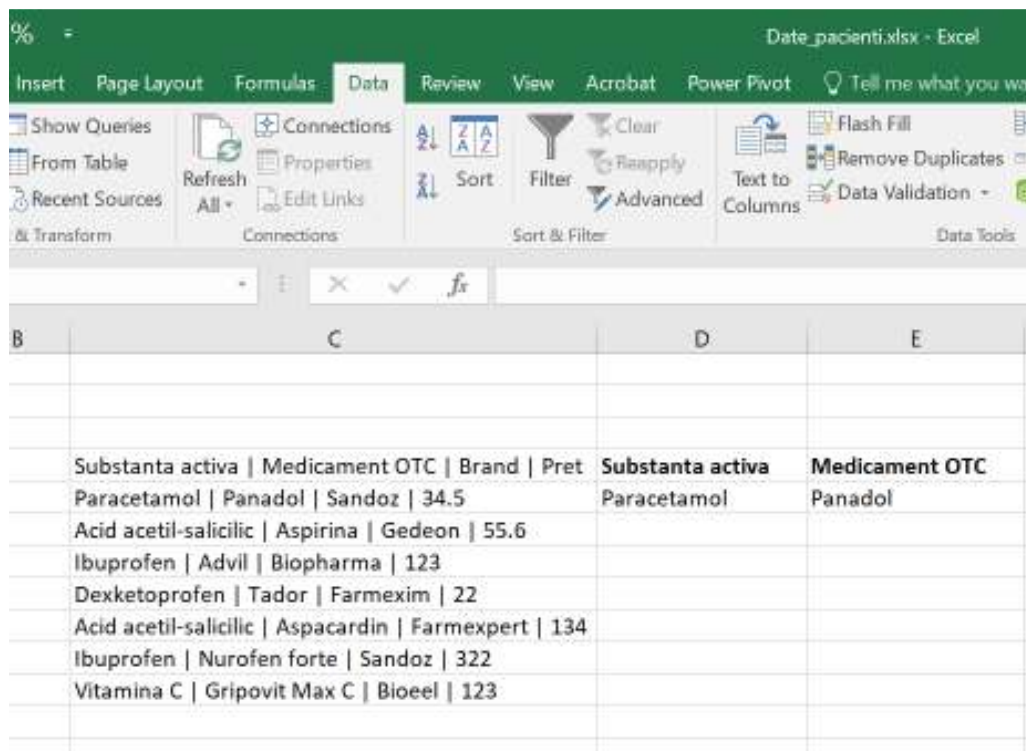 %
Date_pacienti.xlsx - Excel
Insert Page Layout Formulas Data Review View Acrobat Power Pivot Tell me what you wa
Show Queries Connections Clear Flash Fill
From Table Properties Reapply Remove Duplicates
Recent Sources Refresh All Edit Links Sort Filter Advanced Text to Columns Data Validation
& Transform Connections Sort & Filter Data Tools
fx
B C D E
Substanta activa | Medicament OTC | Brand | Pret Substanta activa Medicament OTC
Paracetamol | Panadol | Sandoz | 34.5 Paracetamol Panadol
Acid acetil-salicilic | Aspirina | Gedeon | 55.6
Ibuprofen | Advil | Biopharma | 123
Dexketoprofen | Tador | Farmexim | 22
Acid acetil-salicilic | Aspacardin | Farmexpert | 134
Ibuprofen | Nurofen forte | Sandoz | 322
Vitamina C | Gripovit Max C | Bioeel | 123